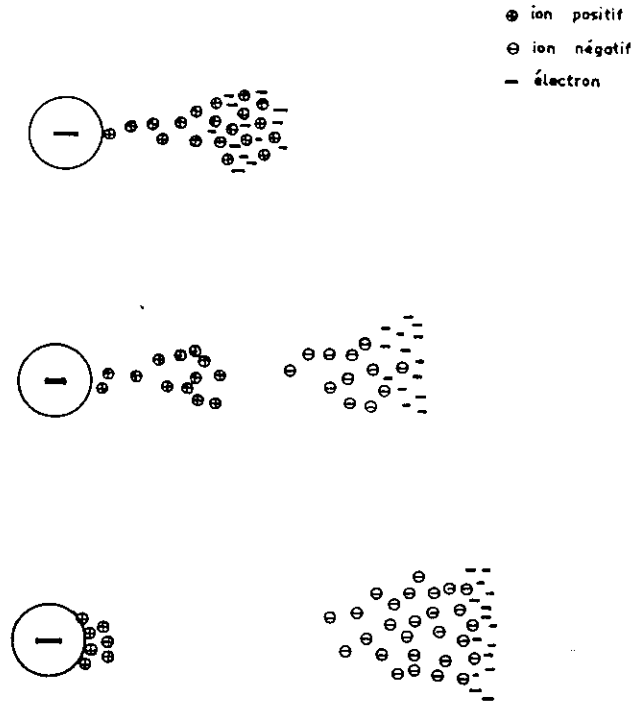 ⊕ ion positif
⊖ ion négatif
– électron